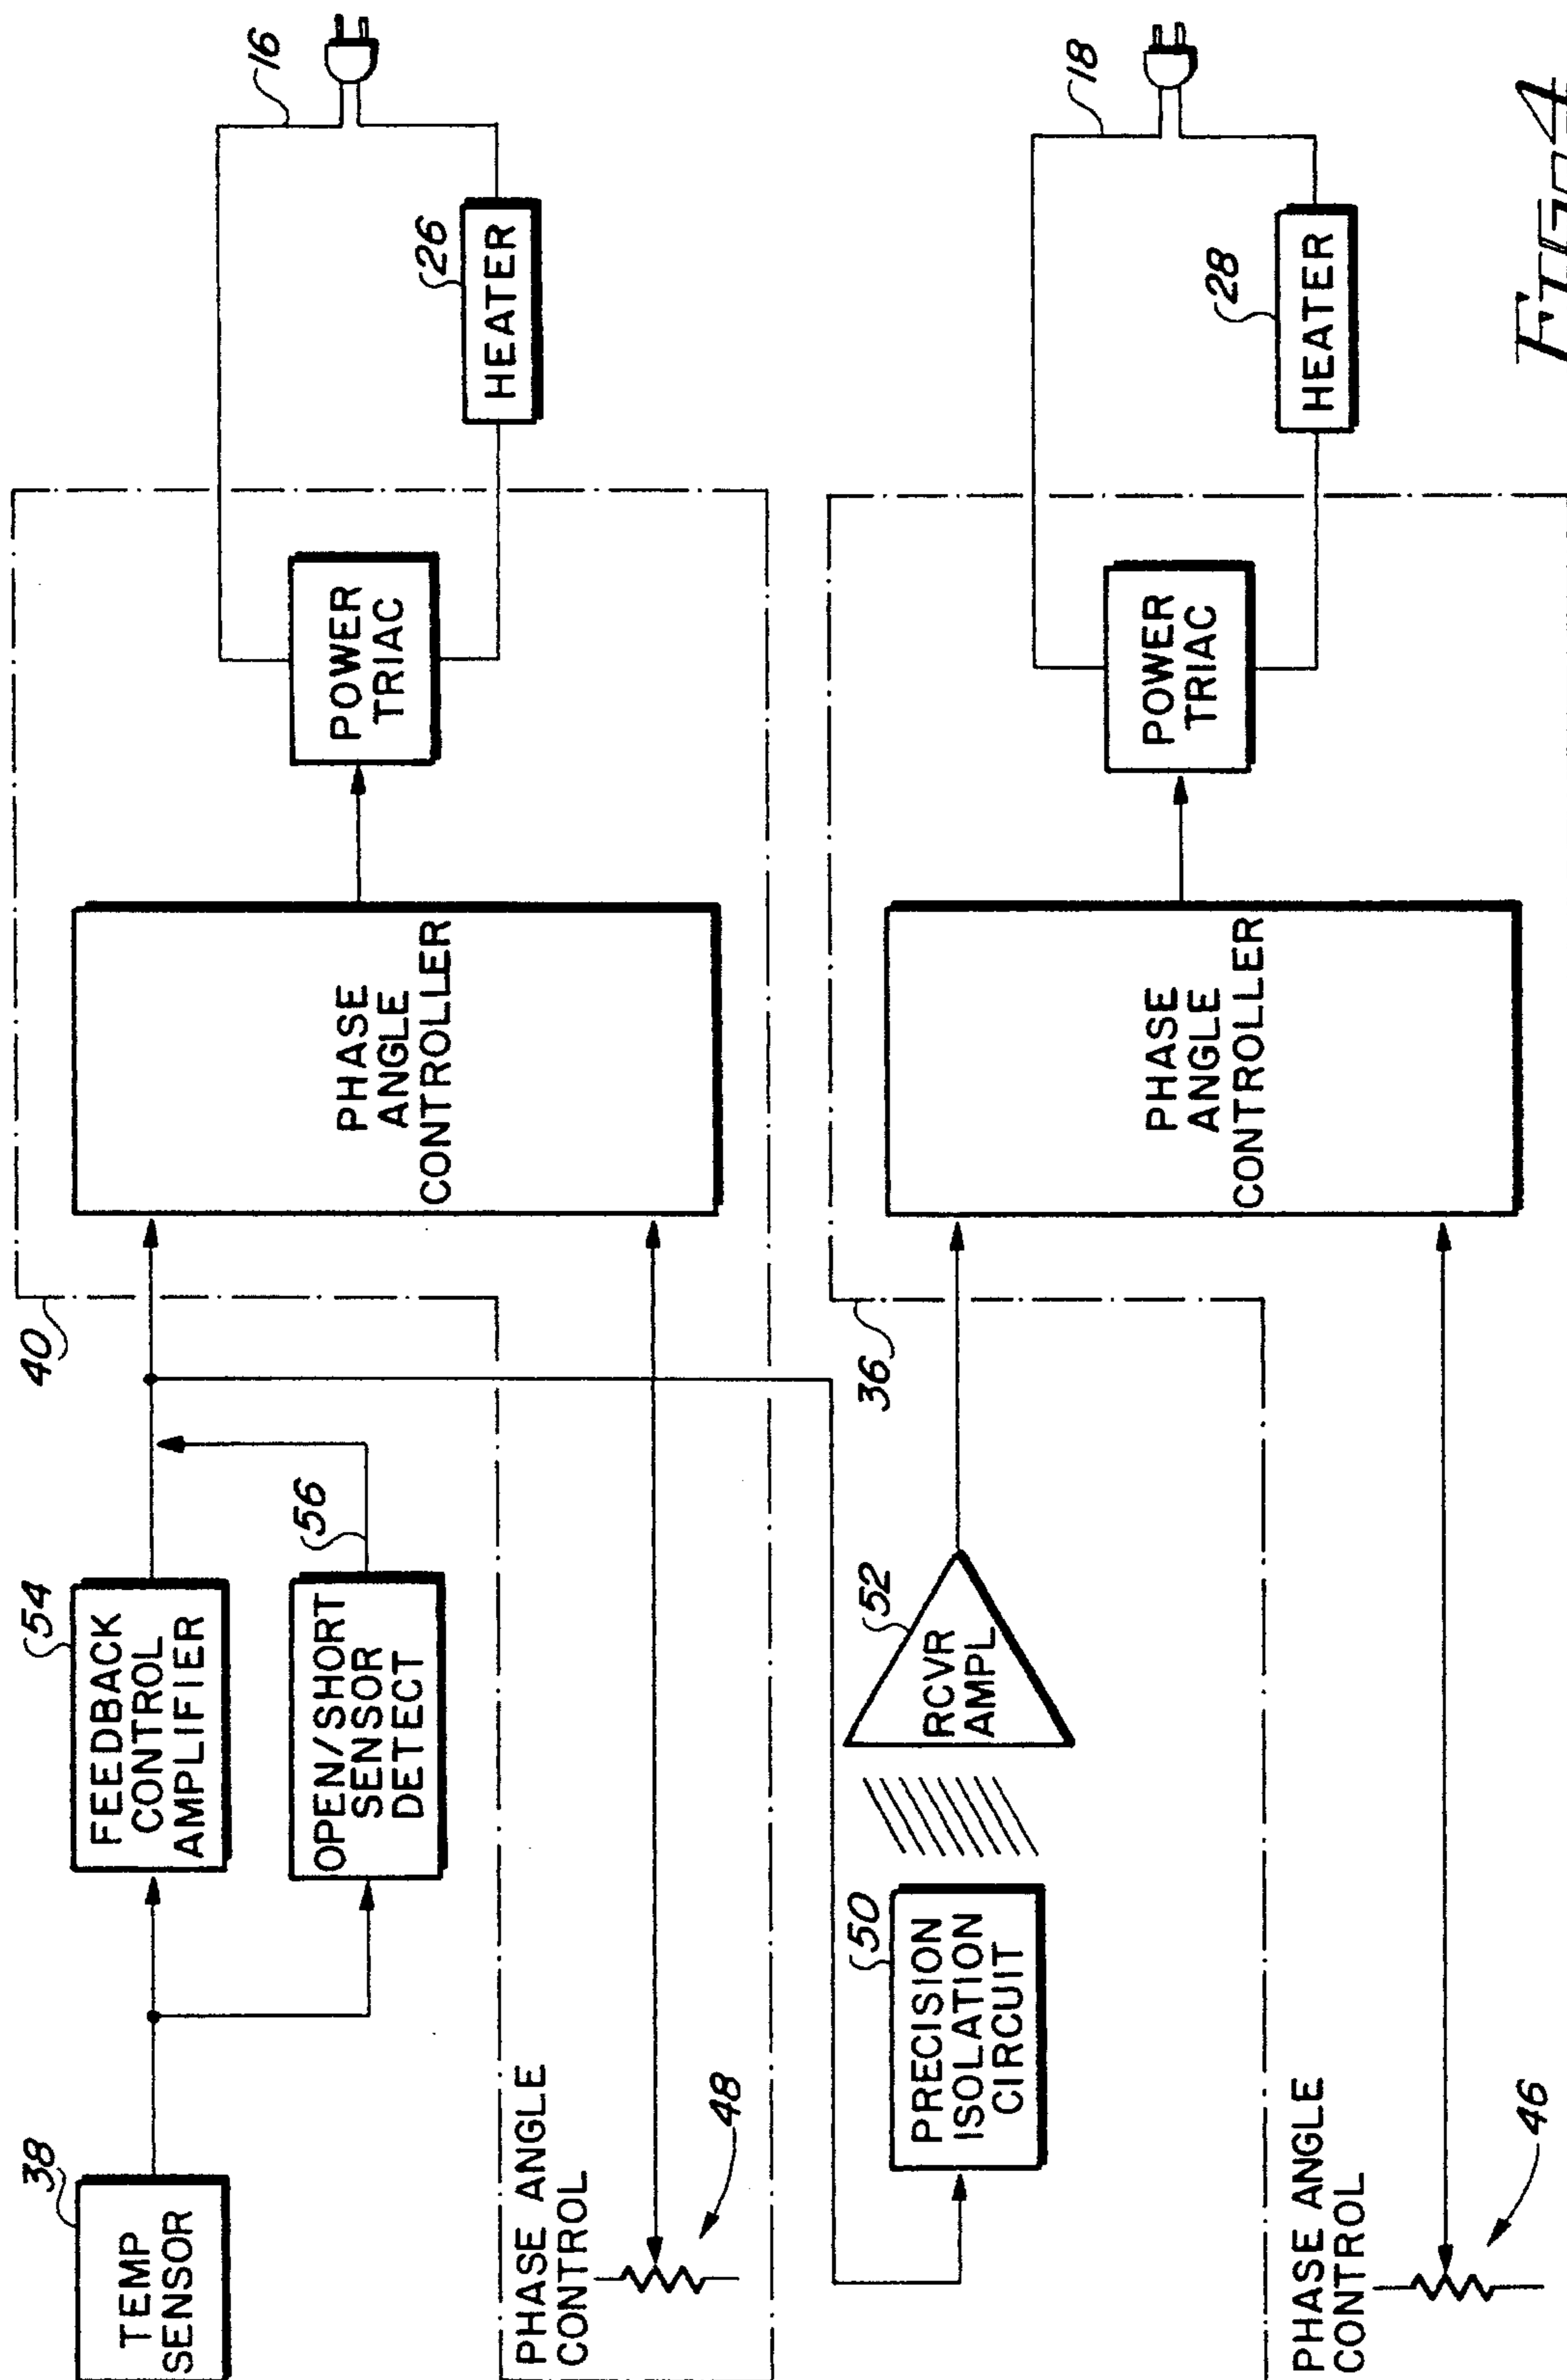 38
TEMP
SENSOR
54
FEEDBACK
CONTROL
AMPLIFIER
OPEN/SHORT
SENSOR
DETECT
56
40
PHASE
ANGLE
CONTROLLER
POWER
TRIAC
16
26
HEATER
PHASE ANGLE
CONTROL
48
50
PRECISION
ISOLATION
CIRCUIT
52
RCVR
AMPL
36
PHASE
ANGLE
CONTROLLER
POWER
TRIAC
18
28
HEATER
PHASE ANGLE
CONTROL
46
Fig. 4